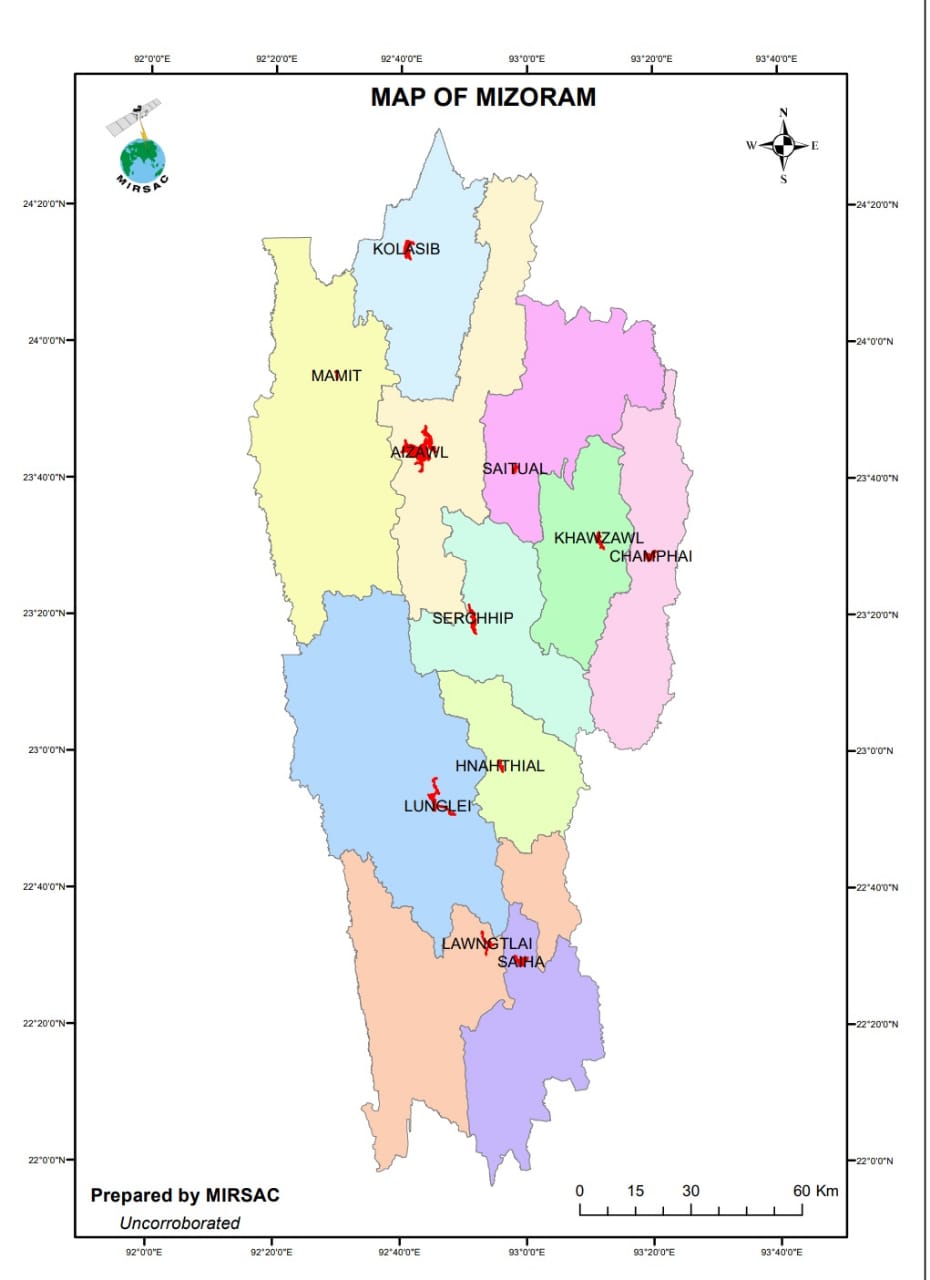 92°0'0"E 92°20'0"E 92°40'0"E 93°0'0"E 93°20'0"E 93°40'0"E
MAP OF MIZORAM
MIRSAC
N
W E
S
24°20'0"N 24°20'0"N
KOLASIB
24°0'0"N 24°0'0"N
MAMIT
AIZAWL
SAITUAL
23°40'0"N 23°40'0"N
KHAWZAWL
CHAMPHAI
23°20'0"N 23°20'0"N
SERCHHIP
23°0'0"N 23°0'0"N
HNAHTHIAL
LUNGLEI
22°40'0"N 22°40'0"N
LAWNGTLAI
SAIHA
22°20'0"N 22°20'0"N
22°0'0"N 22°0'0"N
Prepared by MIRSAC
Uncorroborated
0 15 30 60 Km
92°0'0"E 92°20'0"E 92°40'0"E 93°0'0"E 93°20'0"E 93°40'0"E